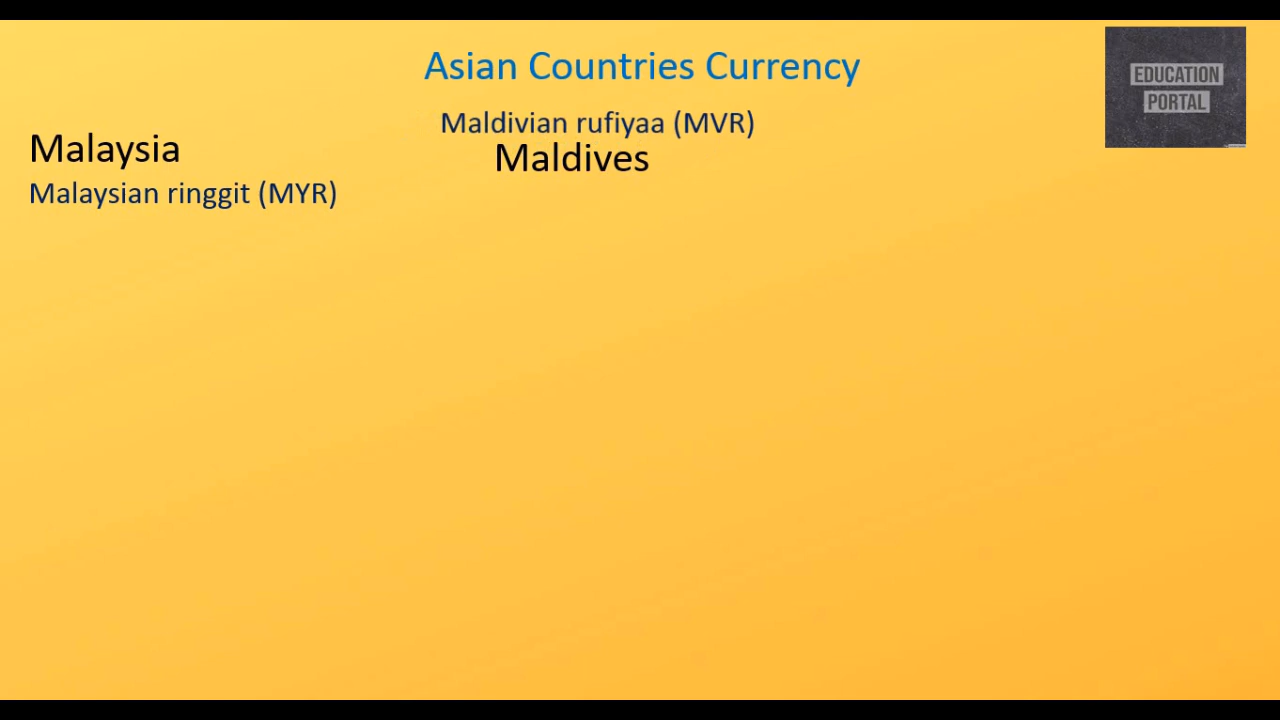 Asian Countries Currency
EDUCATION
PORTAL
Malaysia
Malaysian ringgit (MYR)
Maldivian rufiyaa (MVR)
Maldives